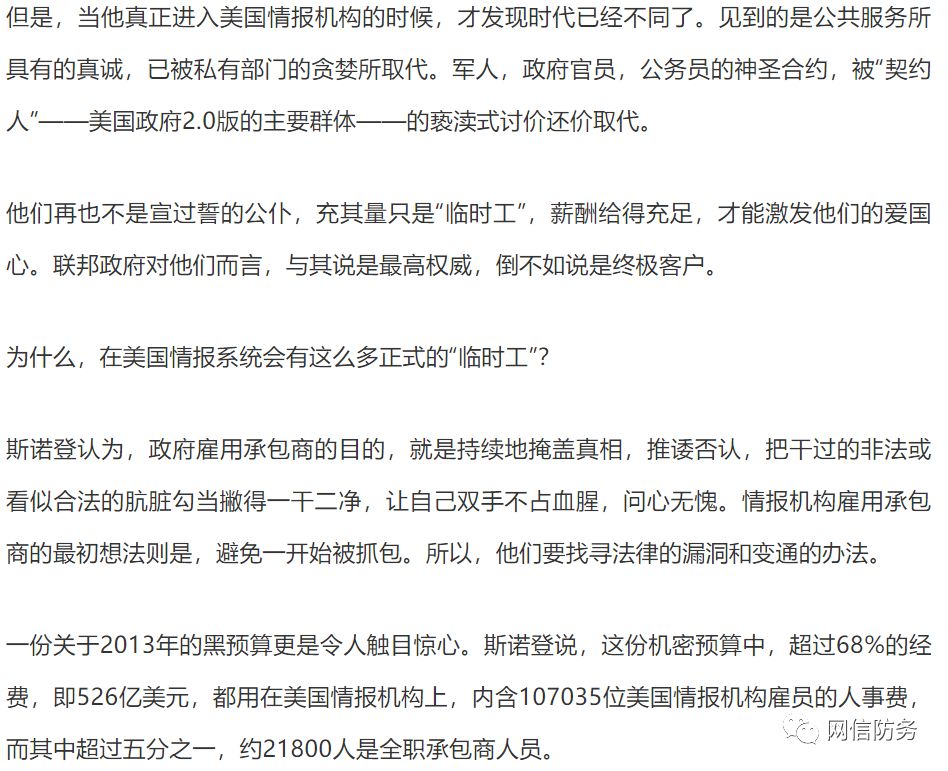 但是，当他真正进入美国情报机构的时候，才发现时代已经不同了。见到的是公共服务所
具有的真诚，已被私有部门的贪婪所取代。军人，政府官员，公务员的神圣合约，被“契约
人”——美国政府2.0版的主要群体——的亵渎式讨价还价取代。
他们再也不是宣过誓的公仆，充其量只是“临时工”，薪酬给得充足，才能激发他们的爱国
心。联邦政府对他们而言，与其说是最高权威，倒不如说是终极客户。
为什么，在美国情报系统会有这么多正式的“临时工”？
斯诺登认为，政府雇用承包商的目的，就是持续地掩盖真相，推诿否认，把干过的非法或
看似合法的肮脏勾当撇得一干二净，让自己双手不占血腥，问心无愧。情报机构雇用承包
商的最初想法则是，避免一开始被抓包。所以，他们要找寻法律的漏洞和变通的办法。
一份关于2013年的黑预算更是令人触目惊心。斯诺登说，这份机密预算中，超过68%的经
费，即526亿美元，都用在美国情报机构上，内含107035位美国情报机构雇员的人事费，
而其中超过五分之一，约21800人是全职承包商人员。
网信防务